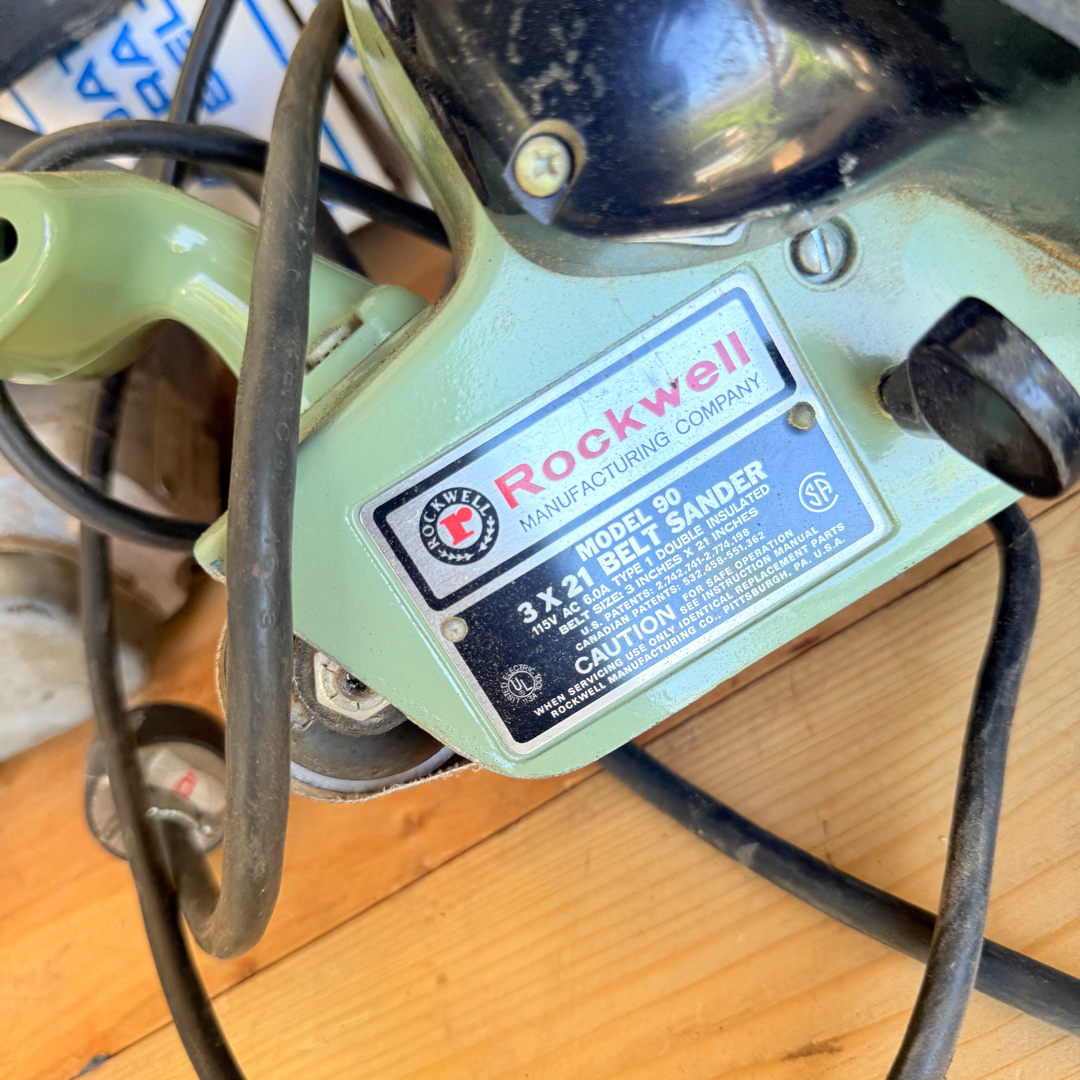 ROCKWELL
r
Rockwell
MANUFACTURING COMPANY
MODEL 90
3 X 21 BELT SANDER
115V AC 6.0A TYPE 1 DOUBLE INSULATED
BELT SIZE: 3 INCHES X 21 INCHES
U.S. PATENTS: 2,742,741-2,774,198
CANADIAN PATENTS: 532,458-551,362
CAUTION FOR SAFE OPERATION
SEE INSTRUCTION MANUAL
WHEN SERVICING USE ONLY IDENTICAL REPLACEMENT PARTS
ROCKWELL MANUFACTURING CO., PITTSBURGH, PA. U.S.A.
UL
SA